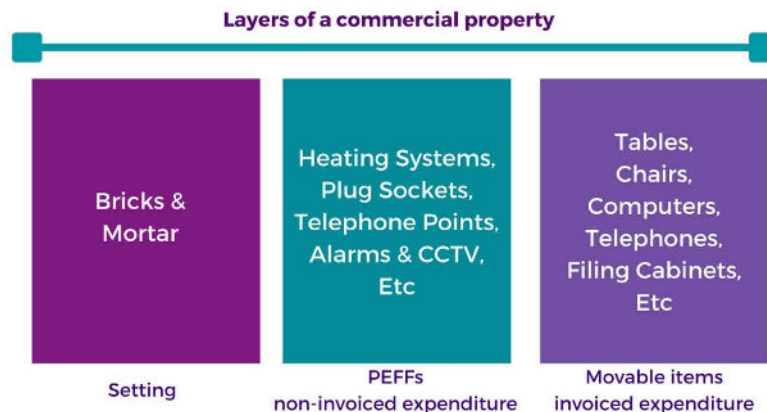 Layers of a commercial property
Bricks &
Mortar
Heating Systems,
Plug Sockets,
Telephone Points,
Alarms & CCTV,
Etc
Tables,
Chairs,
Computers,
Telephones,
Filing Cabinets,
Etc
Setting
PEFFs
non-invoiced expenditure
Movable items
invoiced expenditure